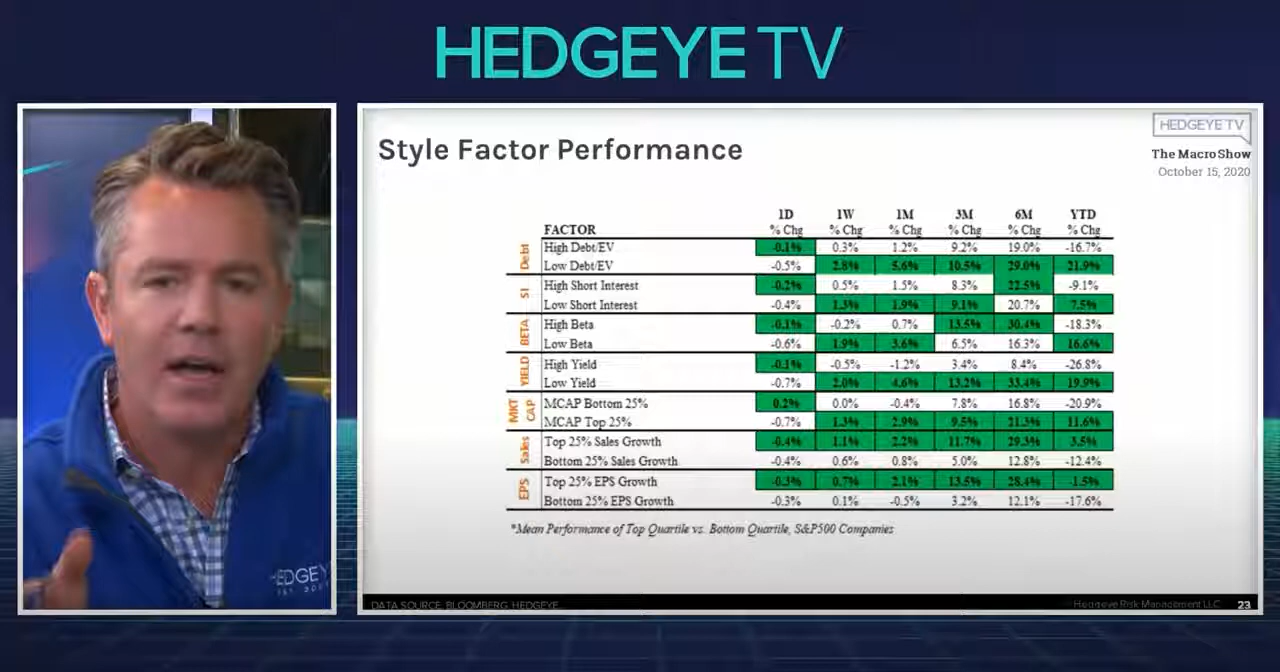 HEDGEYE TV
Style Factor Performance
HEDGEYE TV
The Macro Show
October 15, 2020
1D 1W 1M 3M 6M YTD
FACTOR % Chg % Chg % Chg % Chg % Chg % Chg
Debt
High Debt/EV -0.1% 0.3% 1.2% 9.2% 19.0% -16.7%
Low Debt/EV -0.5% 2.8% 5.6% 10.5% 29.0% 21.9%
SI
High Short Interest -0.2% 0.5% 1.5% 8.3% 22.5% -9.1%
Low Short Interest -0.4% 1.3% 1.9% 9.1% 20.7% 7.5%
BETA
High Beta -0.1% -0.2% 0.7% 13.5% 30.4% -18.3%
Low Beta -0.6% 1.9% 3.6% 6.5% 16.3% 16.6%
YIELD
High Yield -0.1% -0.5% -1.2% 3.4% 8.4% -26.8%
Low Yield -0.7% 2.0% 4.6% 13.2% 33.4% 19.9%
MKT CAP
MCAP Bottom 25% 0.2% 0.0% -0.4% 7.8% 16.8% -20.9%
MCAP Top 25% -0.7% 1.3% 2.9% 9.5% 11.6%
Sales
Top 25% Sales Growth -0.4% 1.1% 2.2% 11.7% 29.3% 3.5%
Bottom 25% Sales Growth -0.4% 0.6% 0.8% 5.0% 12.8% -12.4%
EPS
Top 25% EPS Growth -0.3% 0.7% 2.1% 13.5% 28.4% -1.5%
Bottom 25% EPS Growth -0.3% 0.1% -0.5% 3.2% 12.1% -17.6%
*Mean Performance of Top Quartile vs. Bottom Quartile, S&P500 Companies
DATA SOURCE: BLOOMBERG, HEDGEYE
Hedgeye Risk Management LLC 23
HEDGEY